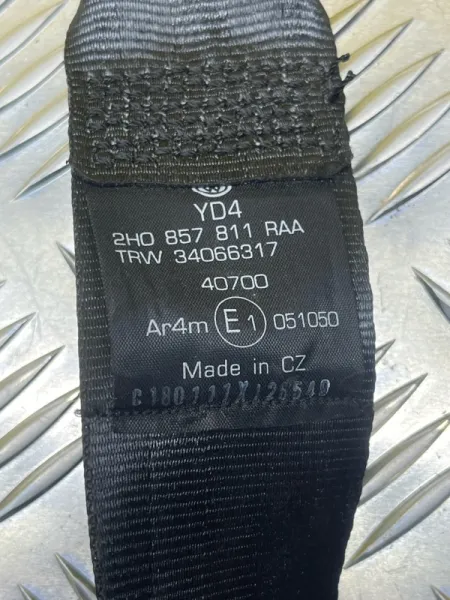 YD4
2H0 857 811 RAA
TRW 34066317
40700
Ar4m E1 051050
Made in CZ